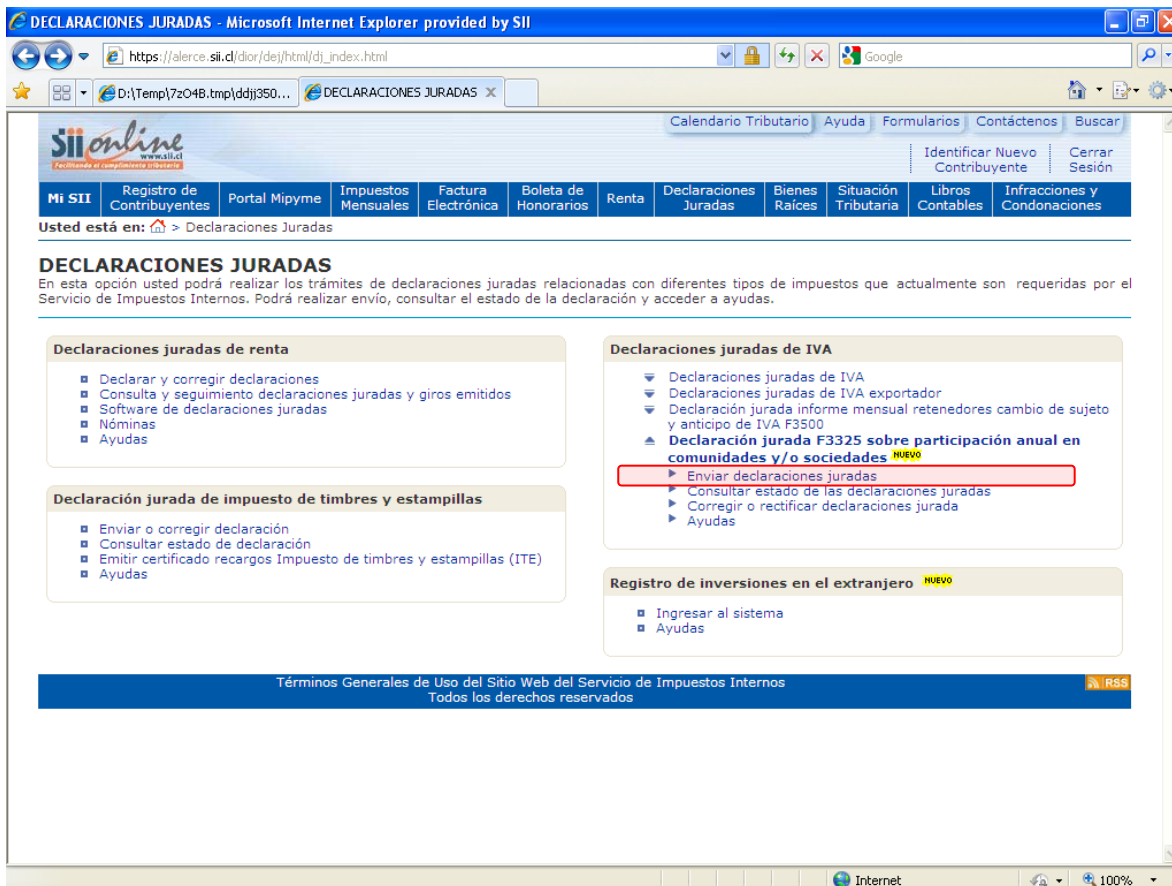 DECLARACIONES JURADAS - Microsoft Internet Explorer provided by SII
https://alerce.sii.cl/dior/dej/html/dj_index.html
Google
D:\Temp\7zO4B.tmp\ddjj350...
DECLARACIONES JURADAS
Calendario Tributario
Ayuda
Formularios
Contáctenos
Buscar
Sii online
www.sii.cl
Facilitando el cumplimiento tributario
Identificar Nuevo Contribuyente
Cerrar Sesión
Mi SII
Registro de Contribuyentes
Portal Mipyme
Impuestos Mensuales
Factura Electrónica
Boleta de Honorarios
Renta
Declaraciones Juradas
Bienes Raíces
Situación Tributaria
Libros Contables
Infracciones y Condonaciones
Usted está en: > Declaraciones Juradas
DECLARACIONES JURADAS
En esta opción usted podrá realizar los trámites de declaraciones juradas relacionadas con diferentes tipos de impuestos que actualmente son requeridas por el
Servicio de Impuestos Internos. Podrá realizar envío, consultar el estado de la declaración y acceder a ayudas.
Declaraciones juradas de renta
Declarar y corregir declaraciones
Consulta y seguimiento declaraciones juradas y giros emitidos
Software de declaraciones juradas
Nóminas
Ayudas
Declaración jurada de impuesto de timbres y estampillas
Enviar o corregir declaración
Consultar estado de declaración
Emitir certificado recargos Impuesto de timbres y estampillas (ITE)
Ayudas
Declaraciones juradas de IVA
Declaraciones juradas de IVA
Declaraciones juradas de IVA exportador
Declaración jurada informe mensual retenedores cambio de sujeto
y anticipo de IVA F3500
Declaración jurada F3325 sobre participación anual en
comunidades y/o sociedades NUEVO
Enviar declaraciones juradas
Consultar estado de las declaraciones juradas
Corregir o rectificar declaraciones jurada
Ayudas
Registro de inversiones en el extranjero NUEVO
Ingresar al sistema
Ayudas
Términos Generales de Uso del Sitio Web del Servicio de Impuestos Internos
Todos los derechos reservados
RSS
Internet
100%